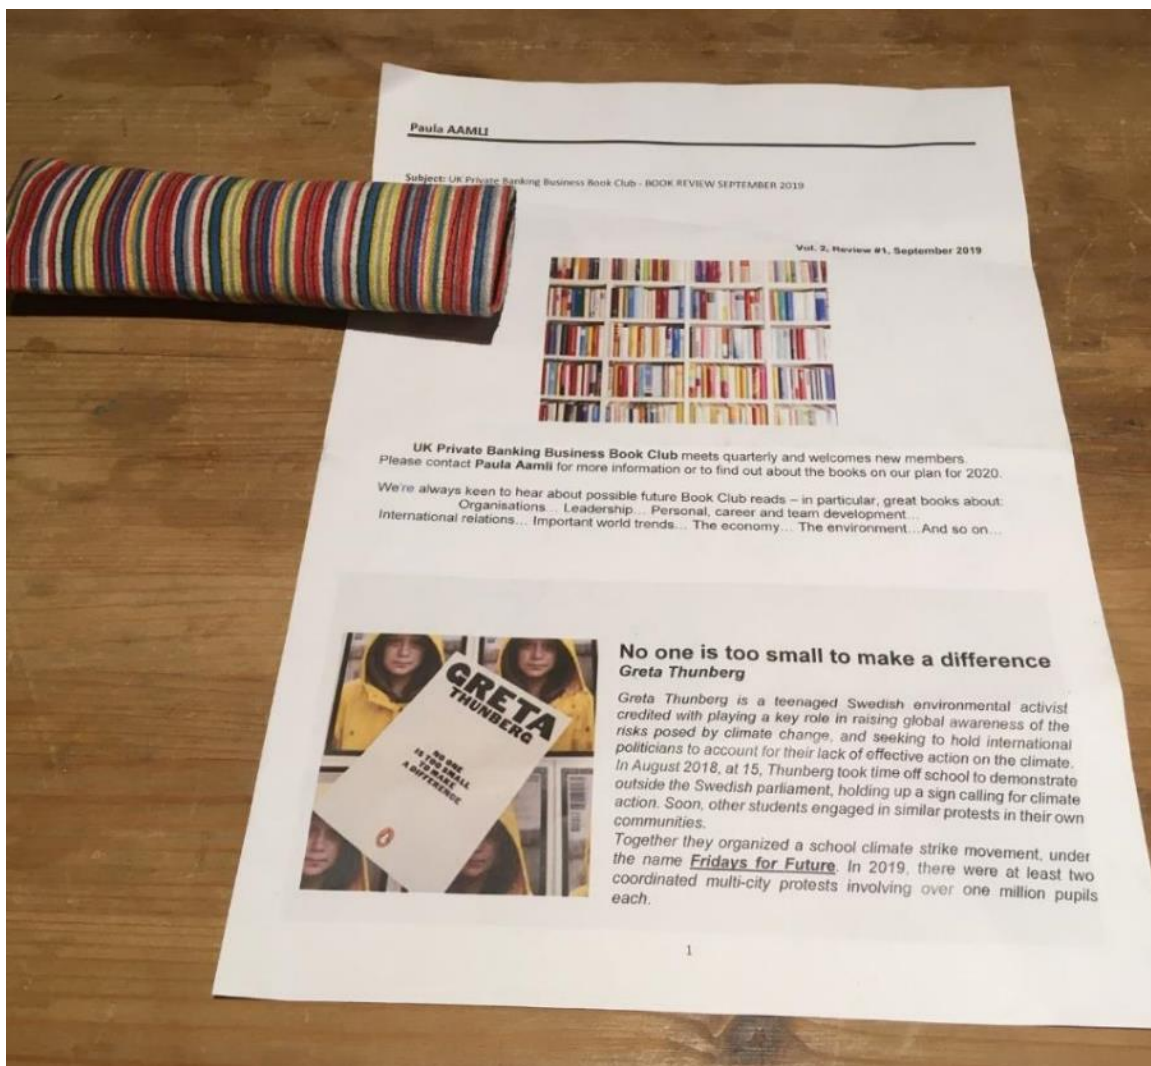 Paula AAMLI
Subject: UK Private Banking Business Book Club - BOOK REVIEW SEPTEMBER 2019
Vol. 2, Review #1, September 2019
UK Private Banking Business Book Club meets quarterly and welcomes new members.
Please contact Paula Aamli for more information or to find out about the books on our plan for 2020.
We're always keen to hear about possible future Book Club reads – in particular, great books about:
Organisations... Leadership... Personal, career and team development...
International relations... Important world trends... The economy... The environment...And so on...
GRETA
THUNBERG
NO ONE
IS TOO SMALL
TO MAKE
A DIFFERENCE
No one is too small to make a difference
Greta Thunberg
Greta Thunberg is a teenaged Swedish environmental activist
credited with playing a key role in raising global awareness of the
risks posed by climate change, and seeking to hold international
politicians to account for their lack of effective action on the climate.
In August 2018, at 15, Thunberg took time off school to demonstrate
outside the Swedish parliament, holding up a sign calling for climate
action. Soon, other students engaged in similar protests in their own
communities.
Together they organized a school climate strike movement, under
the name Fridays for Future. In 2019, there were at least two
coordinated multi-city protests involving over one million pupils
each.
1